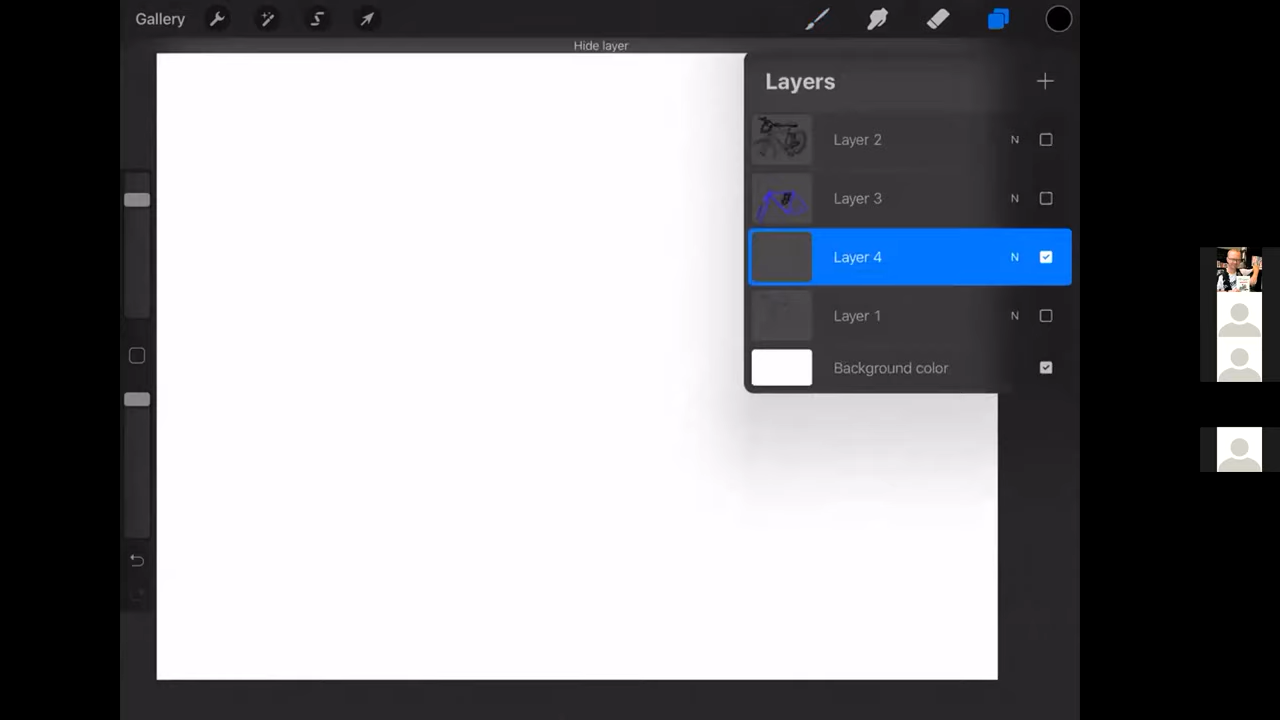 Gallery
Hide layer
Layers
Layer 2 N
Layer 3 N
Layer 4 N
Layer 1 N
Background color